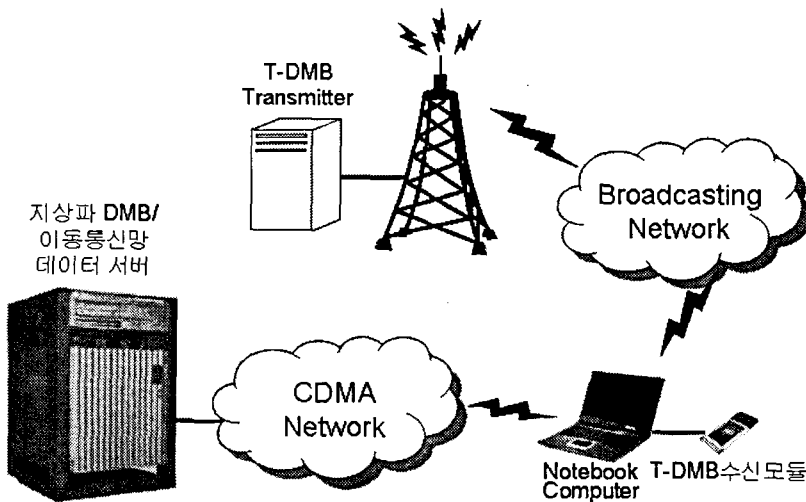 T-DMB
Transmitter
Broadcasting
Network
지상파 DMB/
이동통신망
데이터 서버
CDMA
Network
Notebook
Computer
T-DMB수신모듈